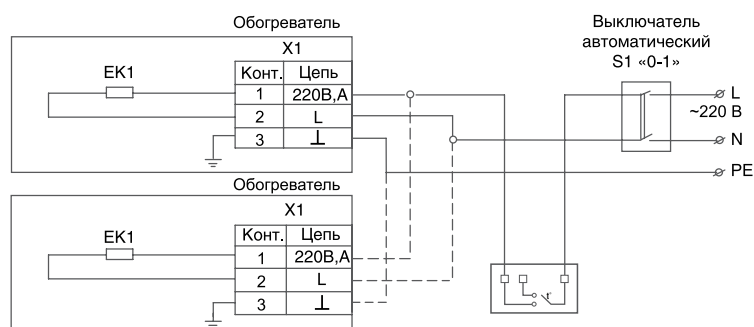 Обогреватель
X1
EK1
Конт. Цепь
1 220В,А
2 L
3 ⊥
Выключатель
автоматический
S1 «0-1»
L
~220 В
N
PE
Обогреватель
X1
EK1
Конт. Цепь
1 220В,А
2 L
3 ⊥
t°